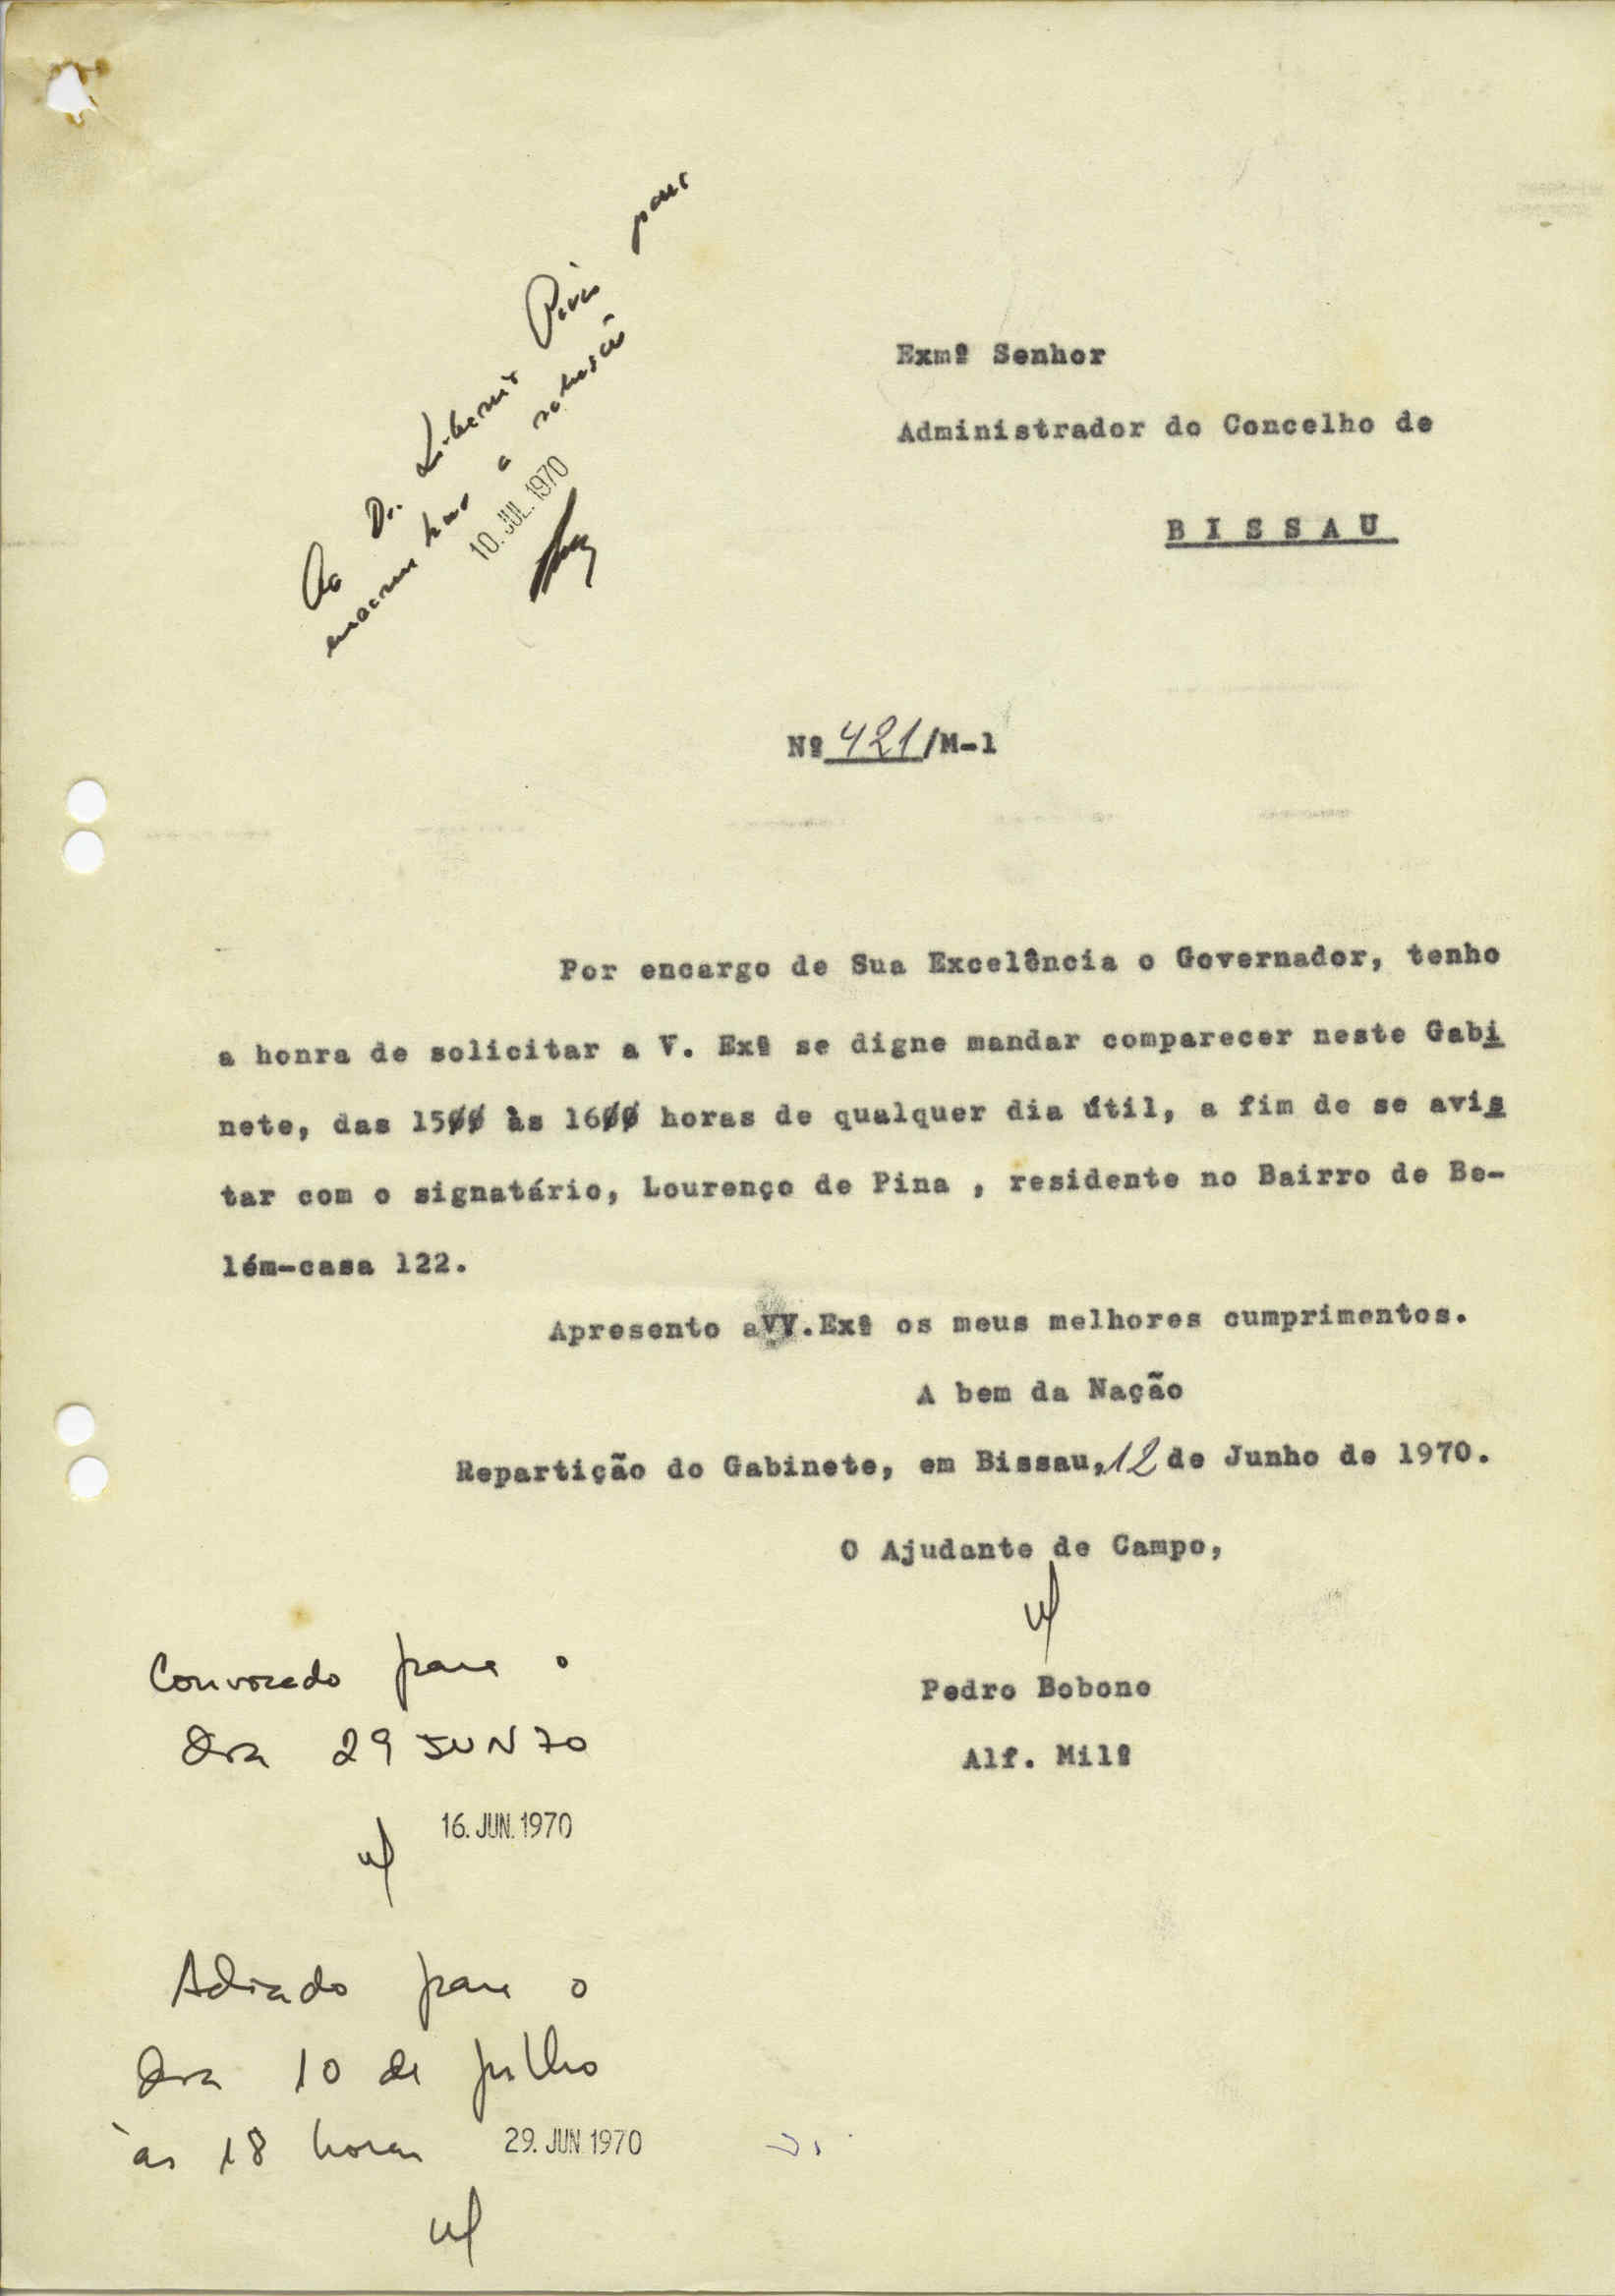 Ao Dr. Libernio Pires para
encaminhar a solução
10. JUL. 1970
Exmº Senhor
Administrador do Concelho de
B I S S A U
Nº 421/M-1
Por encargo de Sua Excelência o Governador, tenho
a honra de solicitar a V. Exª se digne mandar comparecer neste Gabi
nete, das 1500 às 1600 horas de qualquer dia útil, a fim de se avis
tar com o signatário, Lourenço de Pina , residente no Bairro de Be-
lém-casa 122.
Apresento aVV.Exª os meus melhores cumprimentos.
A bem da Nação
Repartição do Gabinete, em Bissau,12 de Junho de 1970.
O Ajudante de Campo,
Pedro Bobone
Alf. Milº
Convocado para o
dia 29 JUN 70
16. JUN. 1970
Adiado para o
dia 10 de julho
às 18 horas 29. JUN. 1970